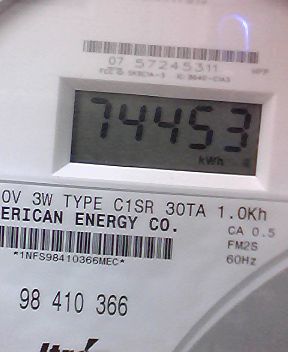 07 57245311
74453
kWh
0V 3W TYPE C1SR 30TA 1.0Kh
ERICAN ENERGY CO. CA 0.5
FM2S
*1NFS98410366MEC* 60Hz
98 410 366